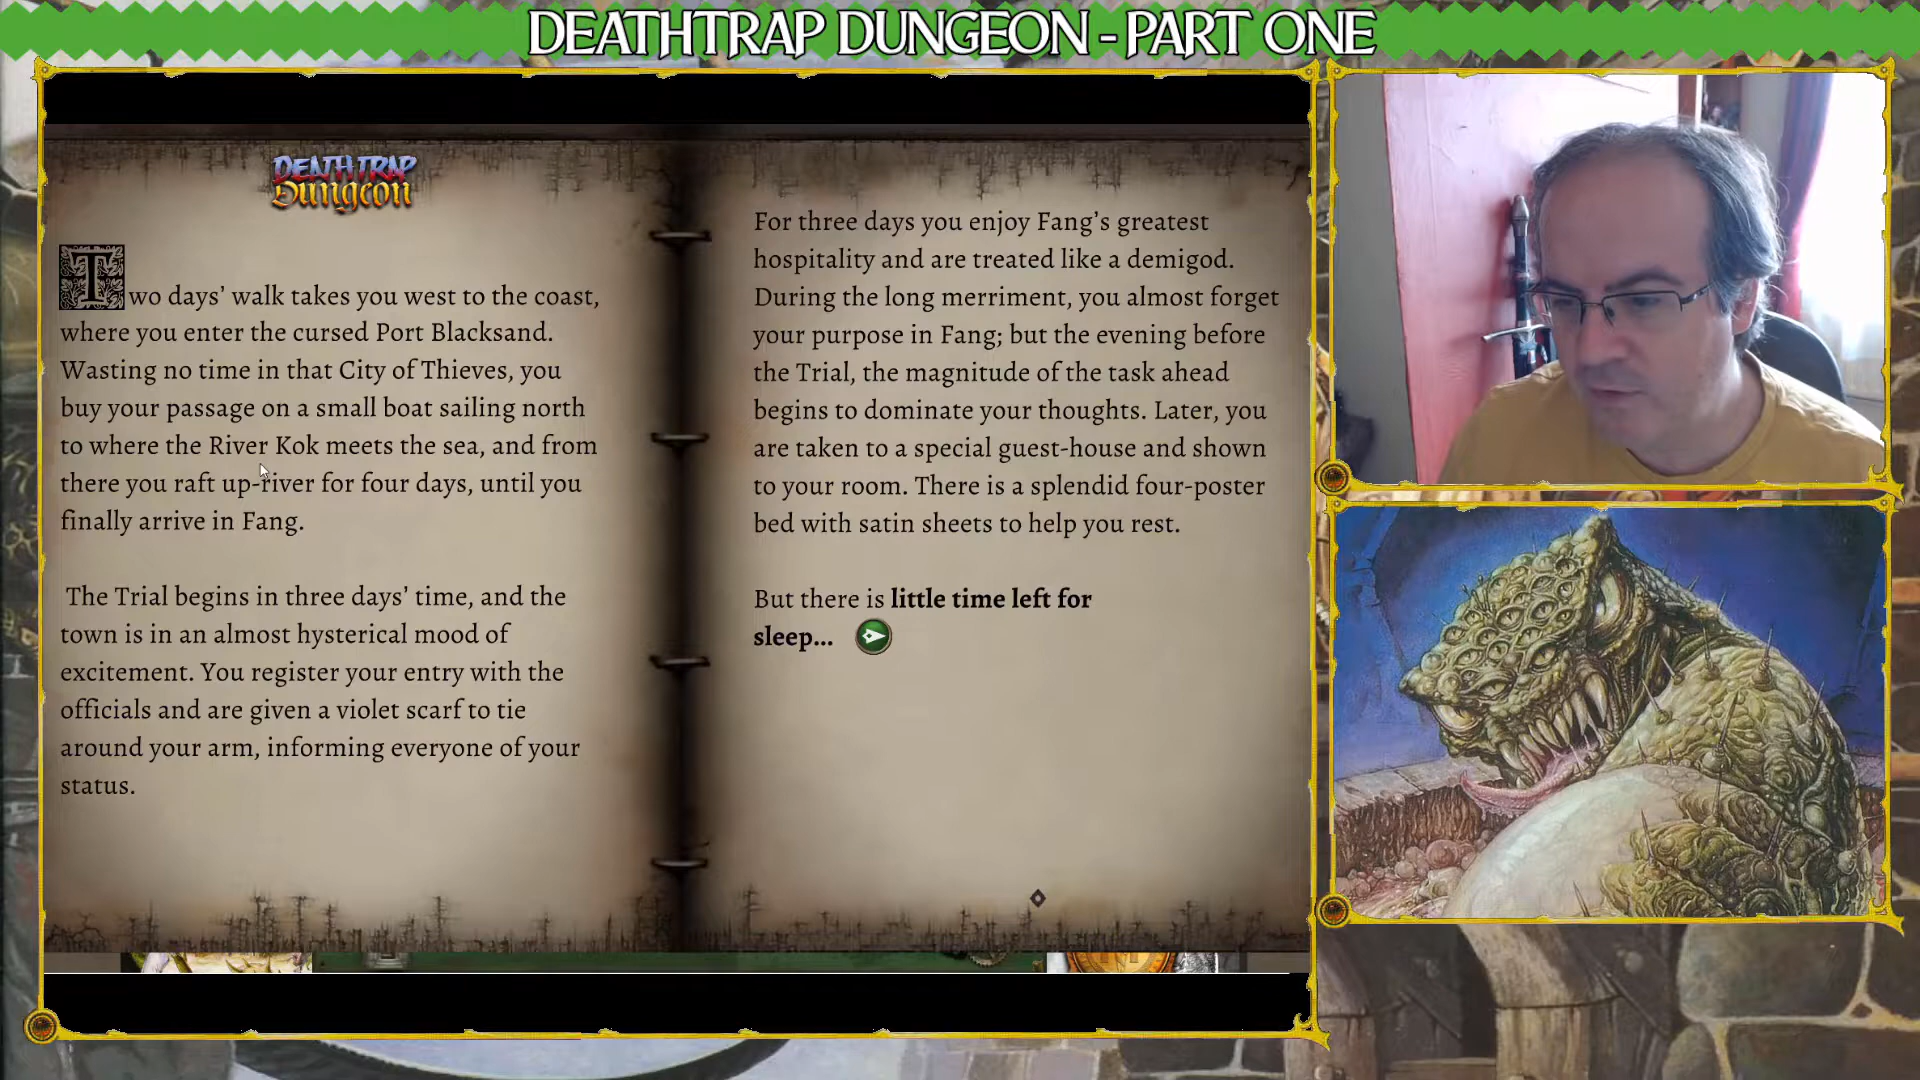 DEATHTRAP DUNGEON - PART ONE
DEATHTRAP
Dungeon
Two days' walk takes you west to the coast,
where you enter the cursed Port Blacksand.
Wasting no time in that City of Thieves, you
buy your passage on a small boat sailing north
to where the River Kok meets the sea, and from
there you raft up-river for four days, until you
finally arrive in Fang.
The Trial begins in three days' time, and the
town is in an almost hysterical mood of
excitement. You register your entry with the
officials and are given a violet scarf to tie
around your arm, informing everyone of your
status.
For three days you enjoy Fang's greatest
hospitality and are treated like a demigod.
During the long merriment, you almost forget
your purpose in Fang; but the evening before
the Trial, the magnitude of the task ahead
begins to dominate your thoughts. Later, you
are taken to a special guest-house and shown
to your room. There is a splendid four-poster
bed with satin sheets to help you rest.
But there is little time left for
sleep...